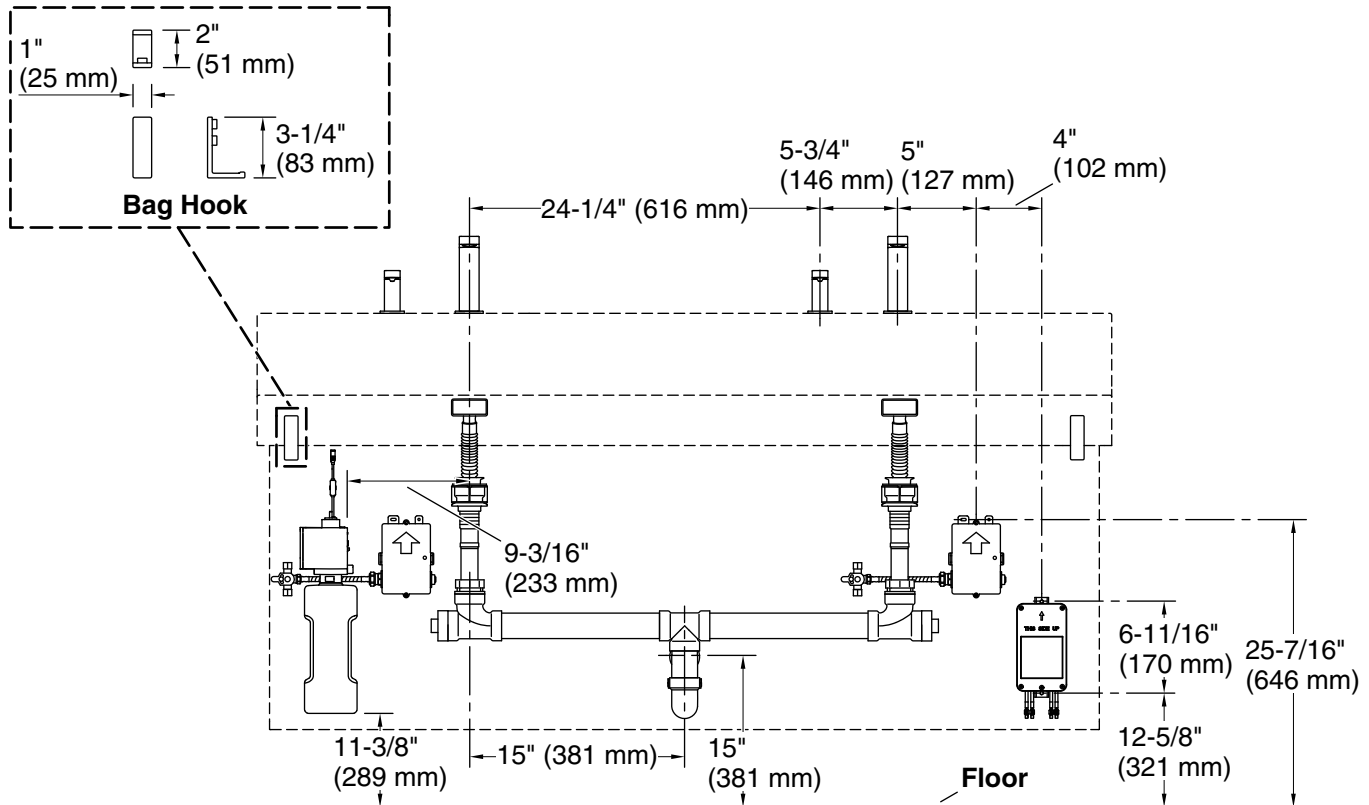 1"
(25 mm)
2"
(51 mm)
3-1/4"
(83 mm)
Bag Hook
24-1/4" (616 mm)
5-3/4"
(146 mm)
5"
(127 mm)
4"
(102 mm)
9-3/16"
(233 mm)
THIS SIDE UP
6-11/16"
(170 mm)
25-7/16"
(646 mm)
11-3/8"
(289 mm)
15" (381 mm)
15"
(381 mm)
Floor
12-5/8"
(321 mm)